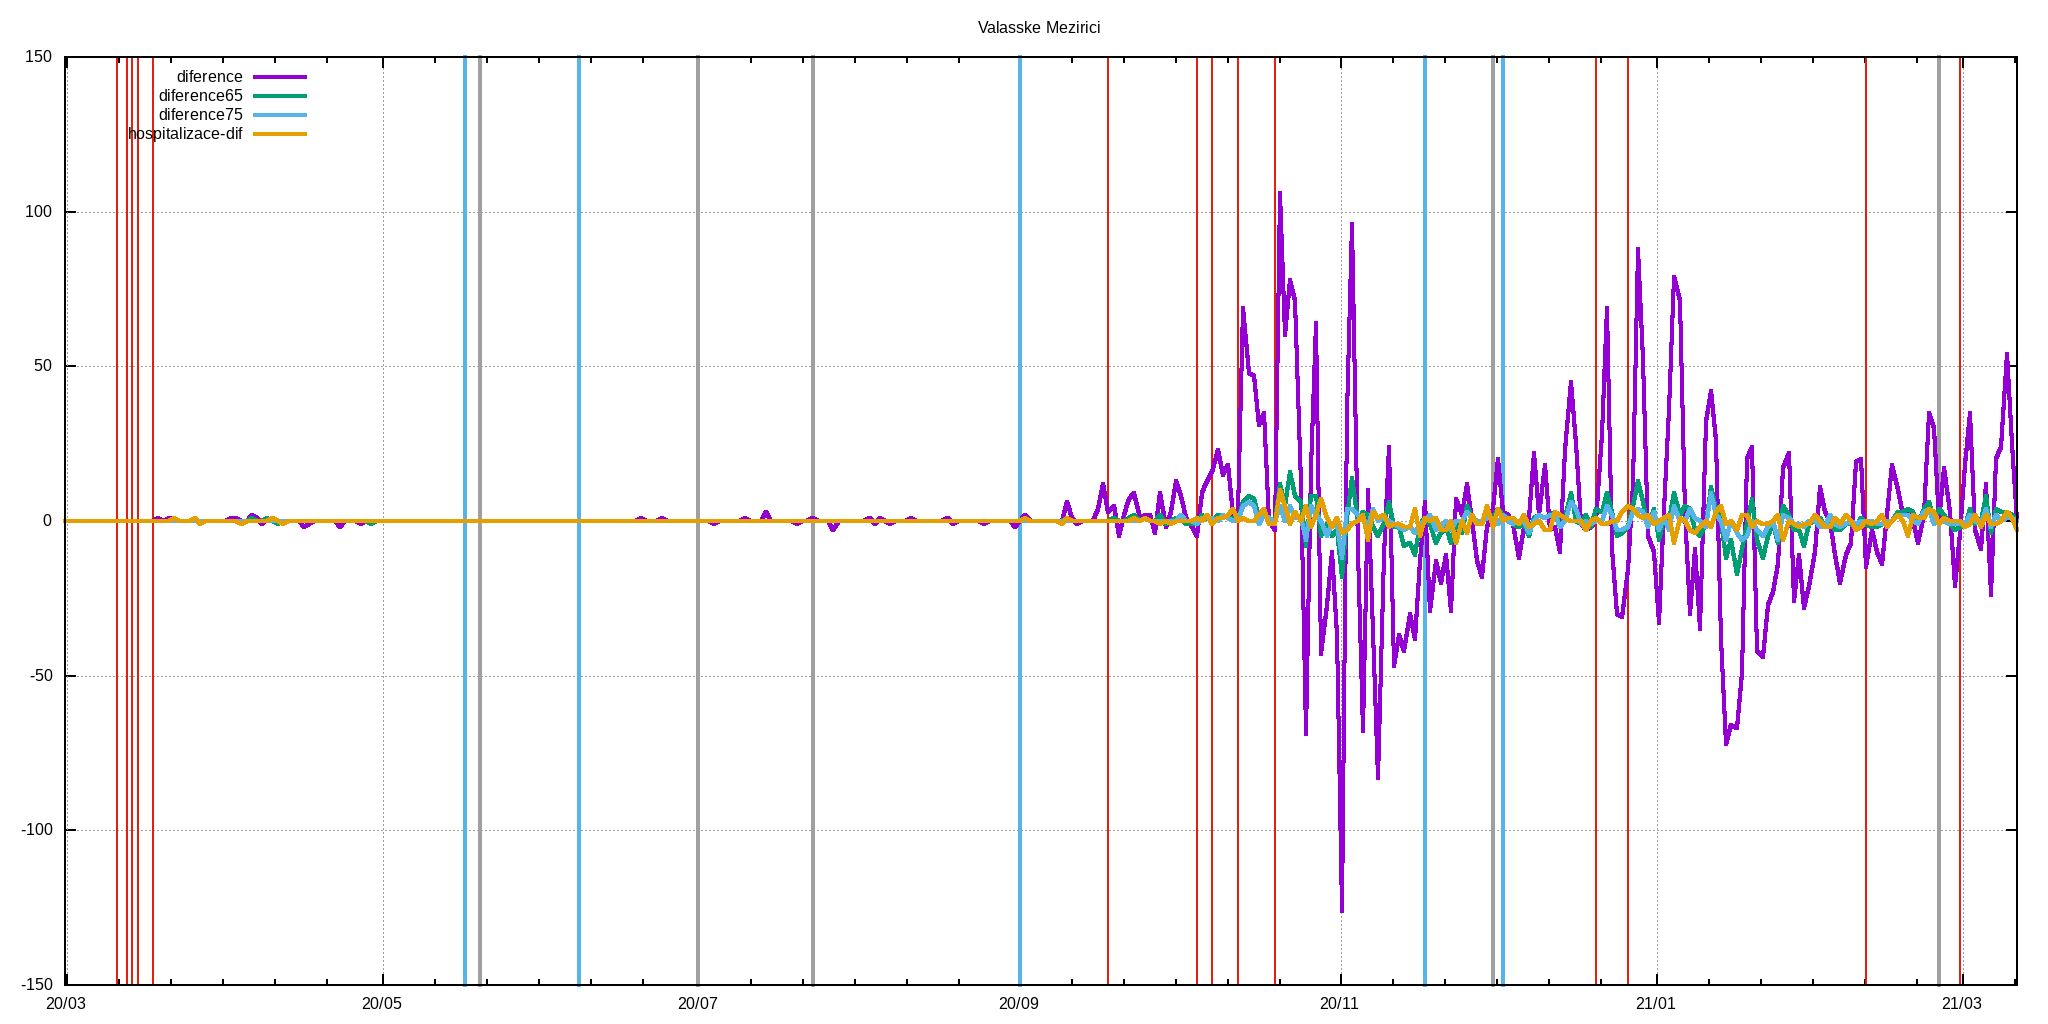 Valasske Mezirici
150
diference
diference65
diference75
hospitalizace-dif
100
50
0
-50
-100
-150
20/03 20/05 20/07 20/09 20/11 21/01 21/03